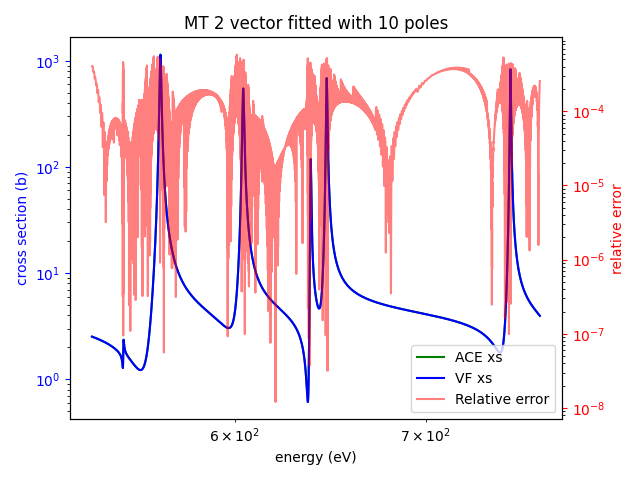 MT 2 vector fitted with 10 poles
cross section (b)
10³
10²
10¹
10⁰
10⁻⁴
10⁻⁵
10⁻⁶
10⁻⁷
10⁻⁸
relative error
ACE xs
VF xs
Relative error
6 × 10²
7 × 10²
energy (eV)